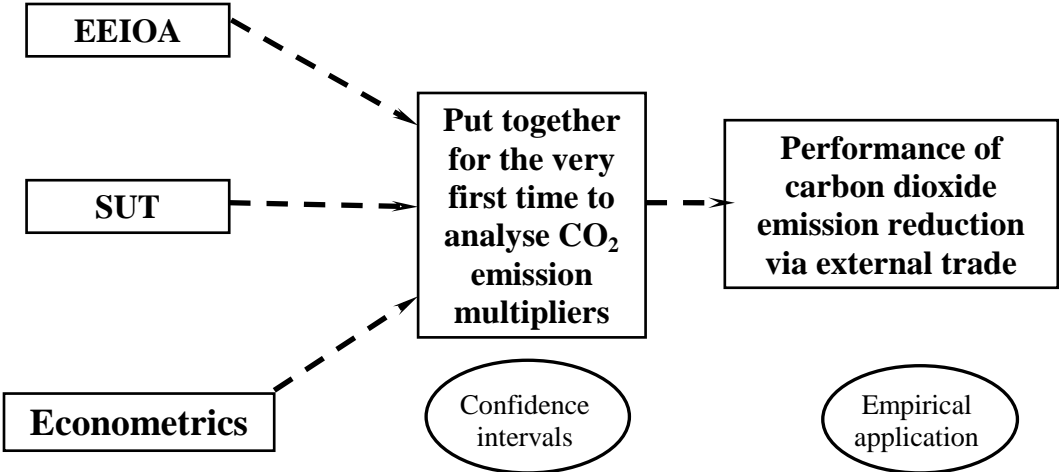 EEIOA
SUT
Econometrics
Put together
for the very
first time to
analyse CO₂
emission
multipliers
Performance of
carbon dioxide
emission reduction
via external trade
Confidence
intervals
Empirical
application